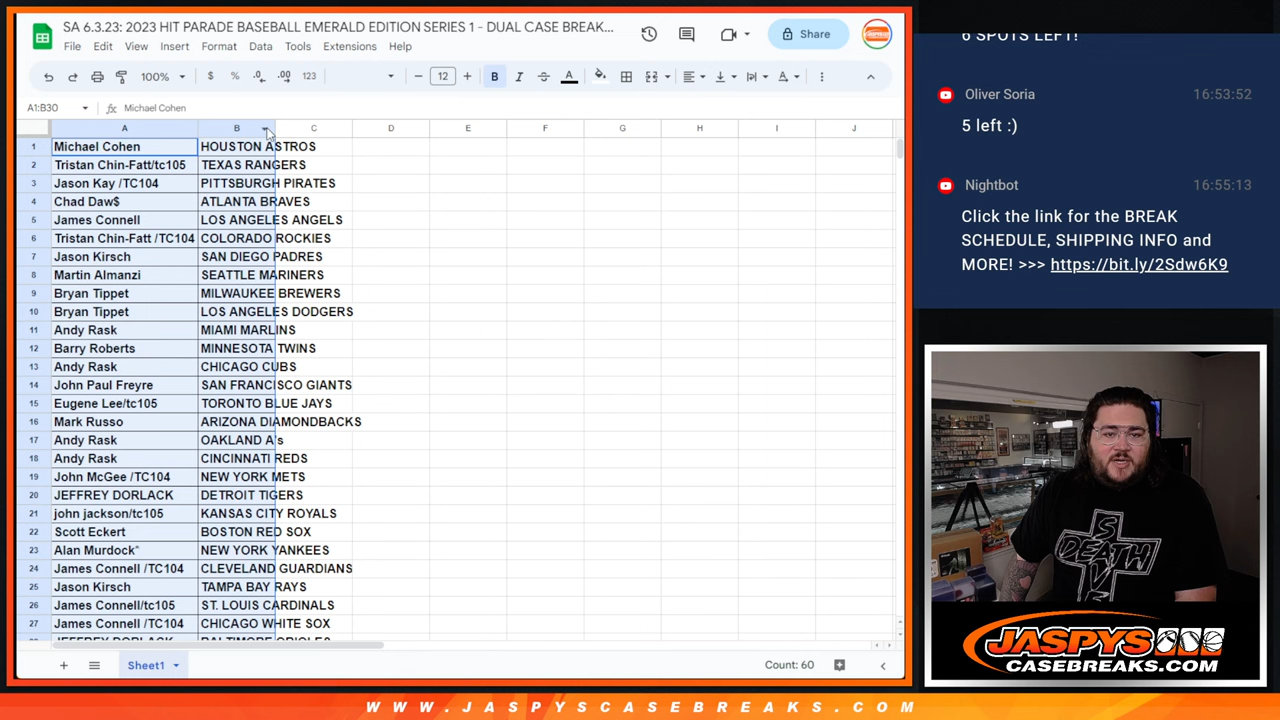 SA 6.3.23: 2023 HIT PARADE BASEBALL EMERALD EDITION SERIES 1 - DUAL CASE BREAK...
File Edit View Insert Format Data Tools Extensions Help
Share
100% $ % .0 .00 123 12 B I A
A1:B30 fx Michael Cohen
A B C D E F G H I J
1 Michael Cohen HOUSTON ASTROS
2 Tristan Chin-Fatt/tc105 TEXAS RANGERS
3 Jason Kay /TC104 PITTSBURGH PIRATES
4 Chad Daw$ ATLANTA BRAVES
5 James Connell LOS ANGELES ANGELS
6 Tristan Chin-Fatt /TC104 COLORADO ROCKIES
7 Jason Kirsch SAN DIEGO PADRES
8 Martin Almanzi SEATTLE MARINERS
9 Bryan Tippet MILWAUKEE BREWERS
10 Bryan Tippet LOS ANGELES DODGERS
11 Andy Rask MIAMI MARLINS
12 Barry Roberts MINNESOTA TWINS
13 Andy Rask CHICAGO CUBS
14 John Paul Freyre SAN FRANCISCO GIANTS
15 Eugene Lee/tc105 TORONTO BLUE JAYS
16 Mark Russo ARIZONA DIAMONDBACKS
17 Andy Rask OAKLAND A's
18 Andy Rask CINCINNATI REDS
19 John McGee /TC104 NEW YORK METS
20 JEFFREY DORLACK DETROIT TIGERS
21 john jackson/tc105 KANSAS CITY ROYALS
22 Scott Eckert BOSTON RED SOX
23 Alan Murdock* NEW YORK YANKEES
24 James Connell /TC104 CLEVELAND GUARDIANS
25 Jason Kirsch TAMPA BAY RAYS
26 James Connell/tc105 ST. LOUIS CARDINALS
27 James Connell /TC104 CHICAGO WHITE SOX
JEFFREY DORLACK BALTIMORE ORIOLES
Sheet1 Count: 60
6 SPOTS LEFT!
Oliver Soria 16:53:52
5 left :)
Nightbot 16:55:13
Click the link for the BREAK
SCHEDULE, SHIPPING INFO and
MORE! >>> https://bit.ly/2Sdw6K9
DEATH
SAVES
JASPYS
CASEBREAKS.COM
WWW.JASPYSCASEBREAKS.COM